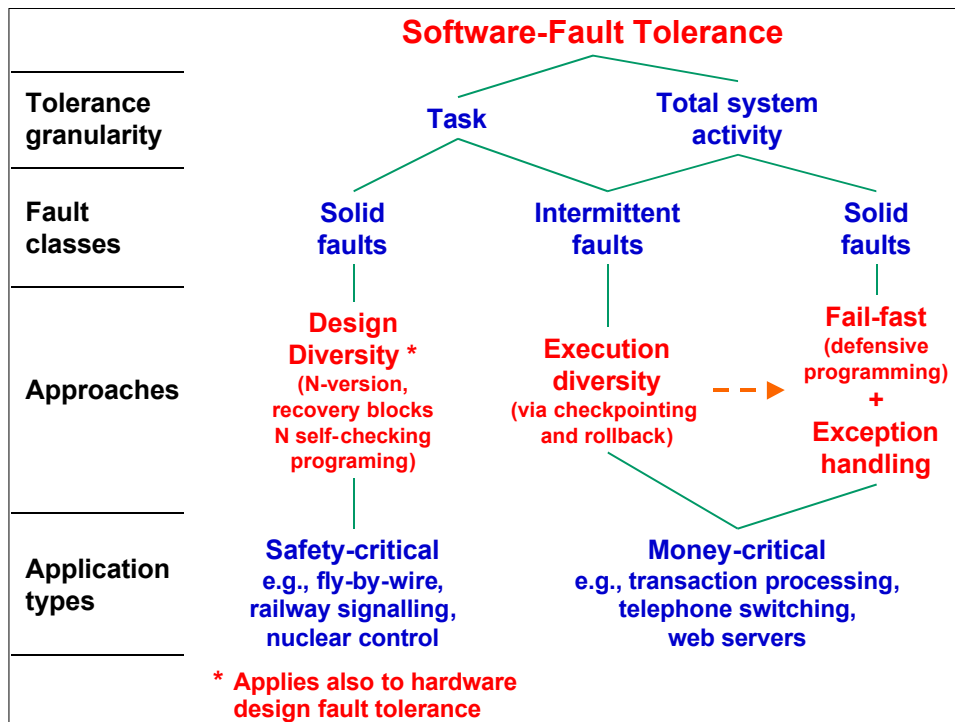 Software-Fault Tolerance
Tolerance
granularity
Task
Total system
activity
Fault
classes
Solid
faults
Intermittent
faults
Solid
faults
Approaches
Design
Diversity *
(N-version,
recovery blocks
N self-checking
programing)
Execution
diversity
(via checkpointing
and rollback)
Fail-fast
(defensive
programming)
+
Exception
handling
Application
types
Safety-critical
e.g., fly-by-wire,
railway signalling,
nuclear control
Money-critical
e.g., transaction processing,
telephone switching,
web servers
* Applies also to hardware
design fault tolerance